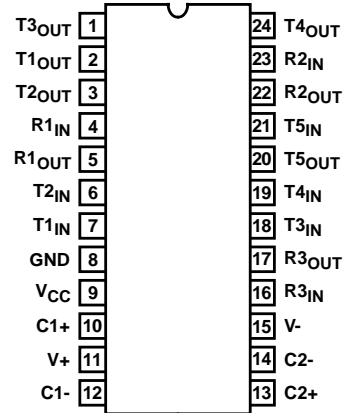 T3OUT 1 24 T4OUT
T1OUT 2 23 R2IN
T2OUT 3 22 R2OUT
R1IN 4 21 T5IN
R1OUT 5 20 T5OUT
T2IN 6 19 T4IN
T1IN 7 18 T3IN
GND 8 17 R3OUT
VCC 9 16 R3IN
C1+ 10 15 V-
V+ 11 14 C2-
C1- 12 13 C2+